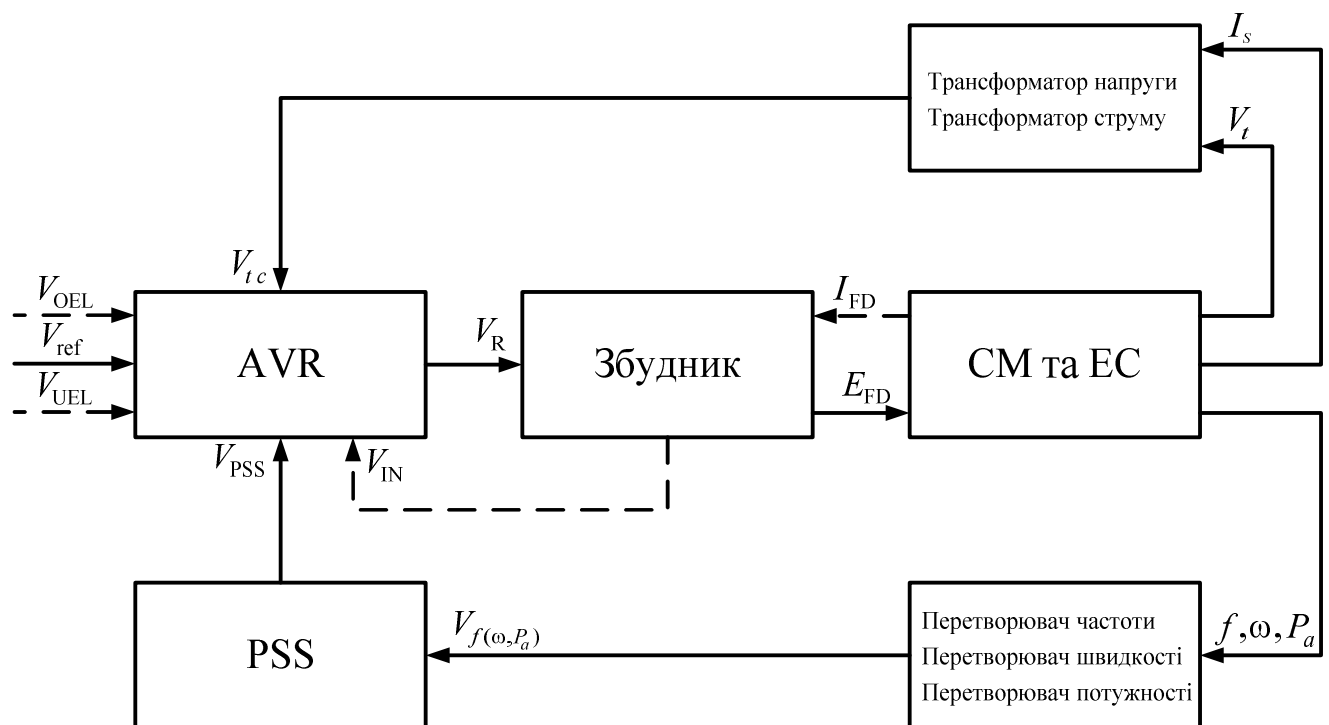 I_s
Трансформатор напруги
Трансформатор струму
V_t
V_tc
V_OEL
V_ref
V_UEL
AVR
V_R
Збудник
I_FD
E_FD
СМ та ЕС
V_PSS
V_IN
PSS
V_f(ω,P_a)
Перетворювач частоти
Перетворювач швидкості
Перетворювач потужності
f,ω,P_a